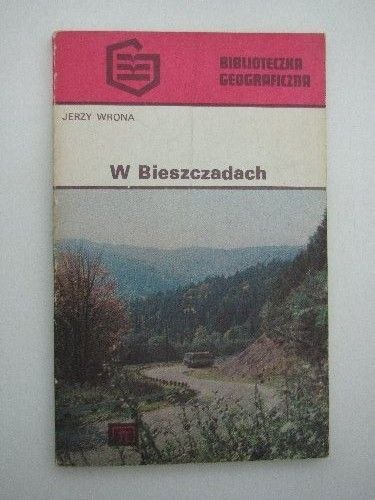 BIBLIOTECZKA
GEOGRAFICZNA
JERZY WRONA
W Bieszczadach